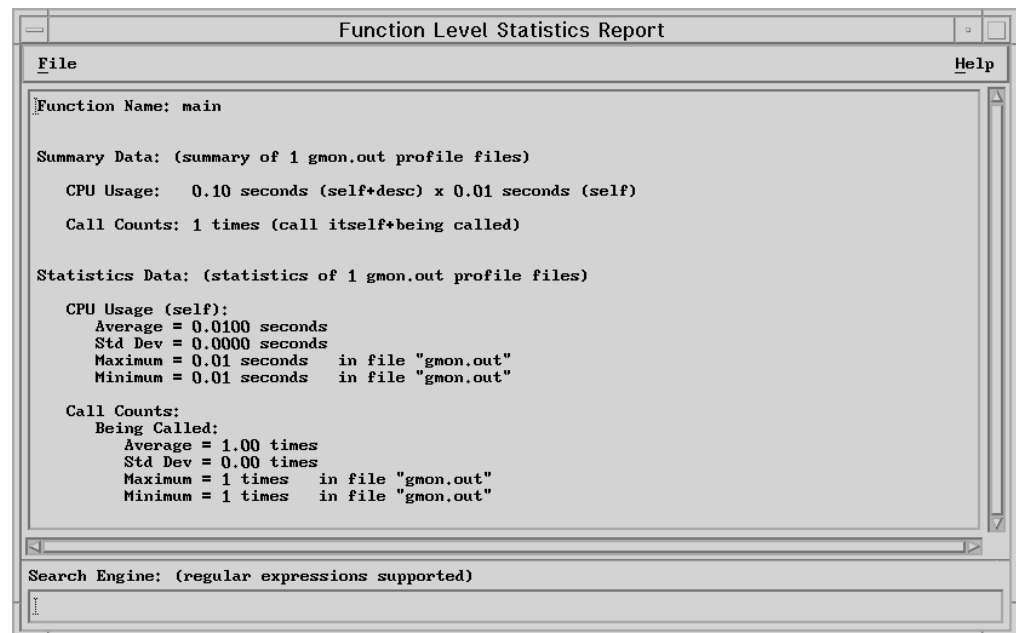 Function Level Statistics Report
File Help
Function Name: main
Summary Data: (summary of 1 gmon.out profile files)
CPU Usage: 0.10 seconds (self+desc) x 0.01 seconds (self)
Call Counts: 1 times (call itself+being called)
Statistics Data: (statistics of 1 gmon.out profile files)
CPU Usage (self):
Average = 0.0100 seconds
Std Dev = 0.0000 seconds
Maximum = 0.01 seconds in file "gmon.out"
Minimum = 0.01 seconds in file "gmon.out"
Call Counts:
Being Called:
Average = 1.00 times
Std Dev = 0.00 times
Maximum = 1 times in file "gmon.out"
Minimum = 1 times in file "gmon.out"
Search Engine: (regular expressions supported)